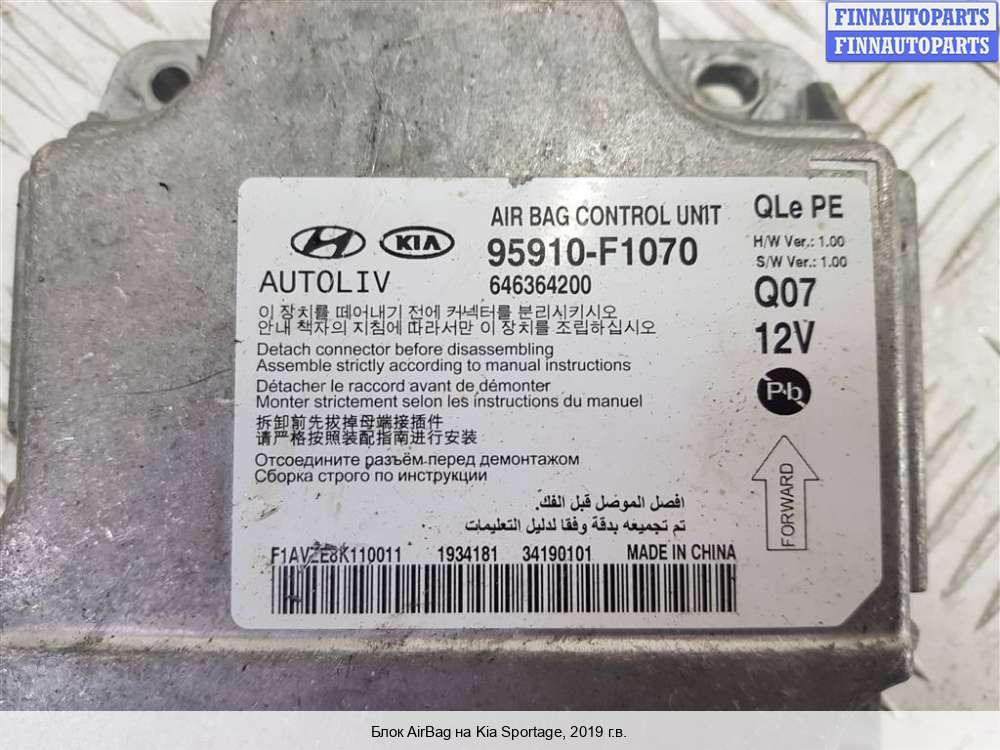 FINNAUTOPARTS
FINNAUTOPARTS
AIR BAG CONTROL UNIT
QLe PE
KIA
95910-F1070
H/W Ver.: 1.00
S/W Ver.: 1.00
AUTOLIV
646364200
Q07
이 장치를 떼어내기 전에 커넥터를 분리시키시오
안내 책자의 지침에 따라서만 이 장치를 조립하십시오
12V
Detach connector before disassembling
Assemble strictly according to manual instructions
Détacher le raccord avant de démonter
Monter strictement selon les instructions du manuel
Pb
拆卸前先拔掉母端接插件
请严格按照装配指南进行安装
Отсоедините разъём перед демонтажом
Сборка строго по инструкции
FORWARD
افصل الموصل قبل الفك.
تم تجميعه بدقة وفقا لدليل التعليمات
F1AVZE8K110011 1934181 34190101 MADE IN CHINA
Блок AirBag на Kia Sportage, 2019 г.в.